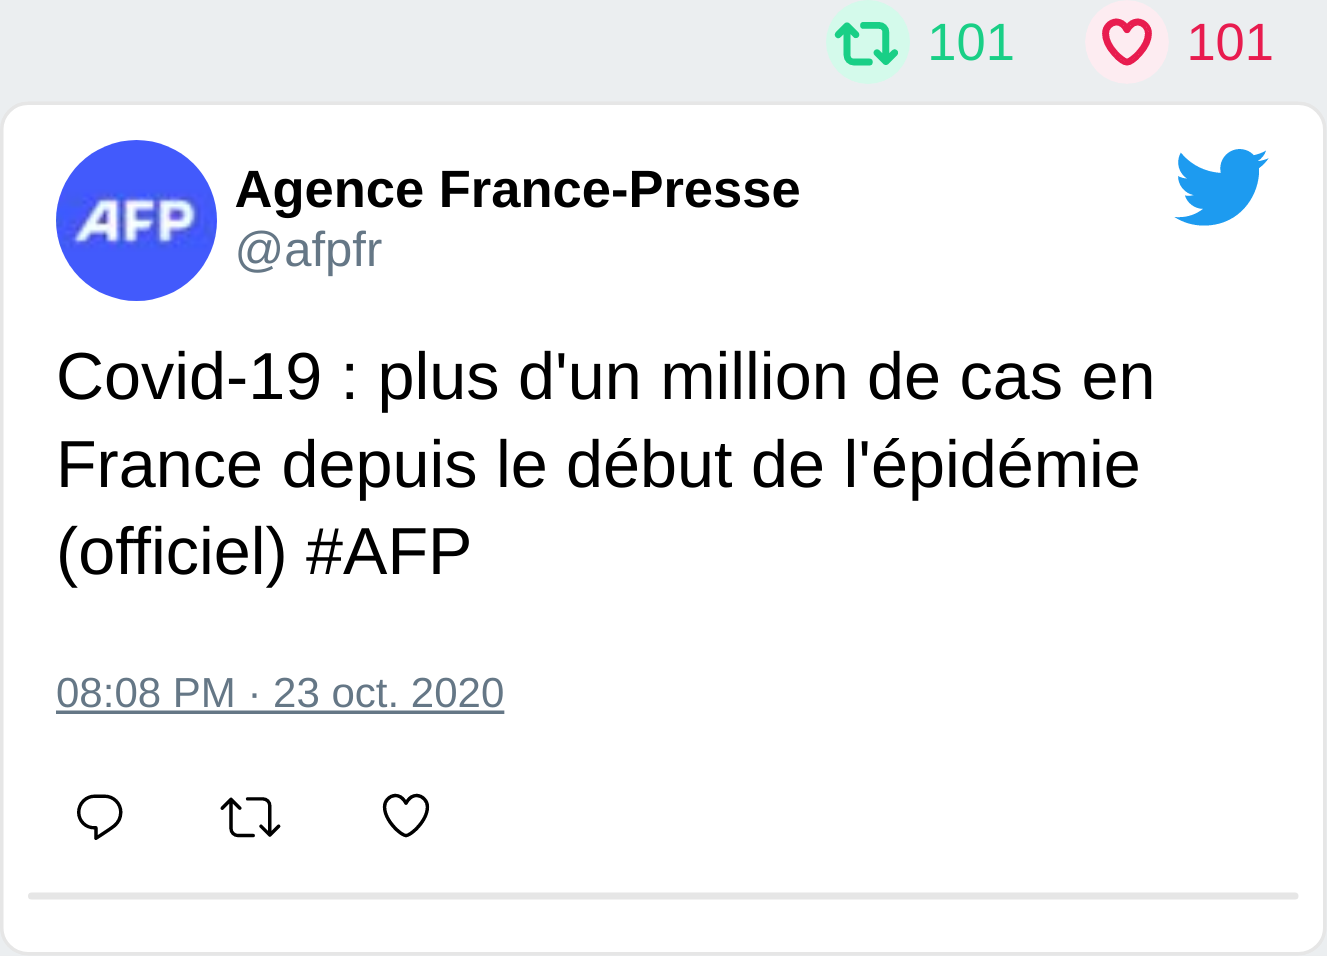 101 101
AFP
Agence France-Presse
@afpfr
Covid-19 : plus d'un million de cas en
France depuis le début de l'épidémie
(officiel) #AFP
08:08 PM · 23 oct. 2020